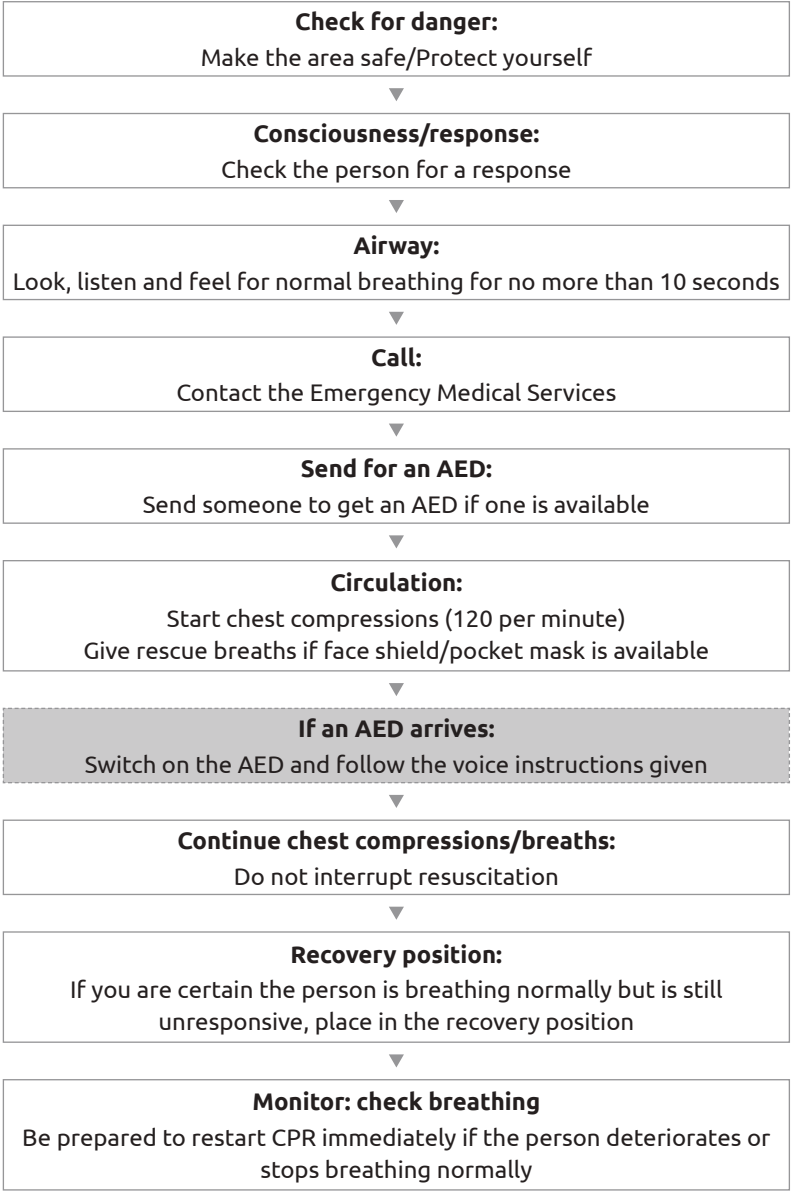 Check for danger:
Make the area safe/Protect yourself
Consciousness/response:
Check the person for a response
Airway:
Look, listen and feel for normal breathing for no more than 10 seconds
Call:
Contact the Emergency Medical Services
Send for an AED:
Send someone to get an AED if one is available
Circulation:
Start chest compressions (120 per minute)
Give rescue breaths if face shield/pocket mask is available
If an AED arrives:
Switch on the AED and follow the voice instructions given
Continue chest compressions/breaths:
Do not interrupt resuscitation
Recovery position:
If you are certain the person is breathing normally but is still
unresponsive, place in the recovery position
Monitor: check breathing
Be prepared to restart CPR immediately if the person deteriorates or
stops breathing normally